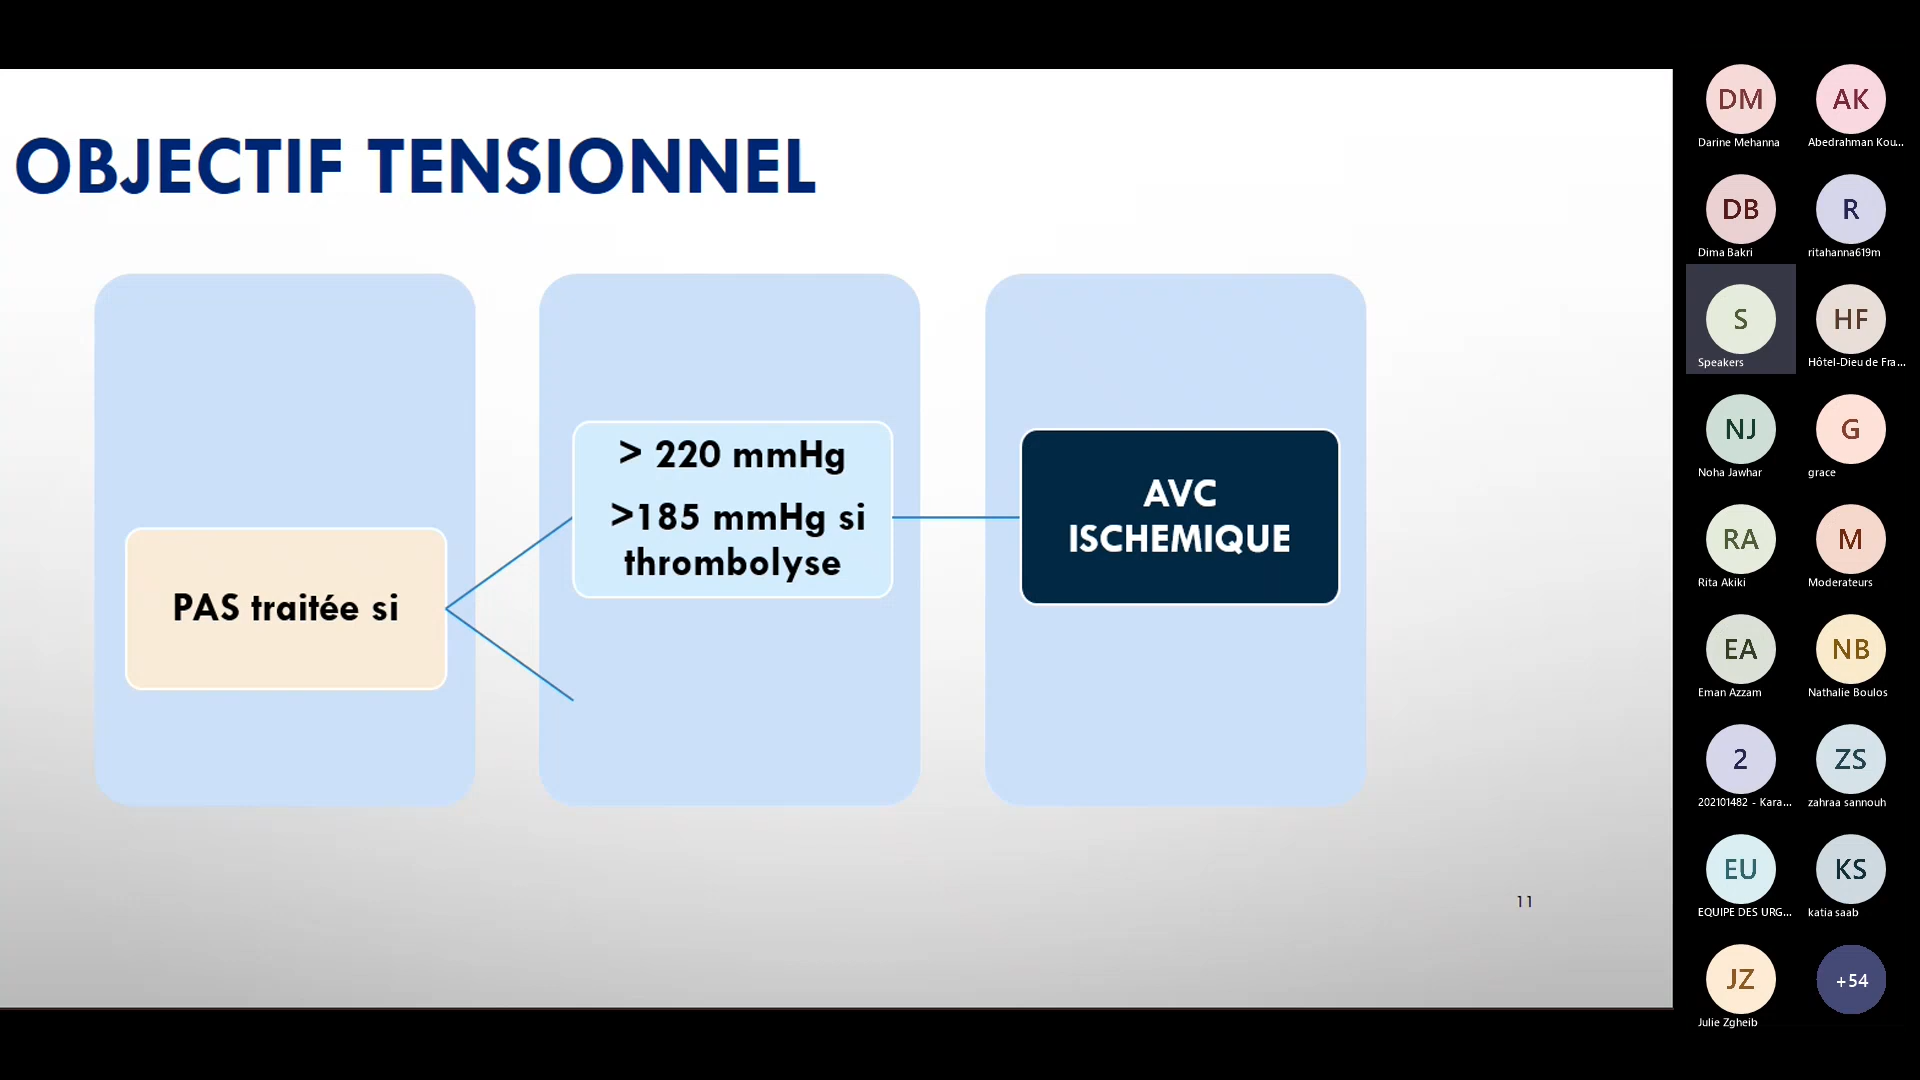 OBJECTIF TENSIONNEL
PAS traitée si
> 220 mmHg
>185 mmHg si
thrombolyse
AVC
ISCHEMIQUE
11
DM
Darine Mehanna
AK
Abedrahman Kou...
DB
Dima Bakri
R
ritahanna619m
S
Speakers
HF
Hôtel-Dieu de Fra...
NJ
Noha Jawhar
G
grace
RA
Rita Akiki
M
Moderateurs
EA
Eman Azzam
NB
Nathalie Boulos
2
202101482 - Kara...
ZS
zahraa sannouh
EU
EQUIPE DES URG...
KS
katia saab
JZ
Julie Zgheib
+54